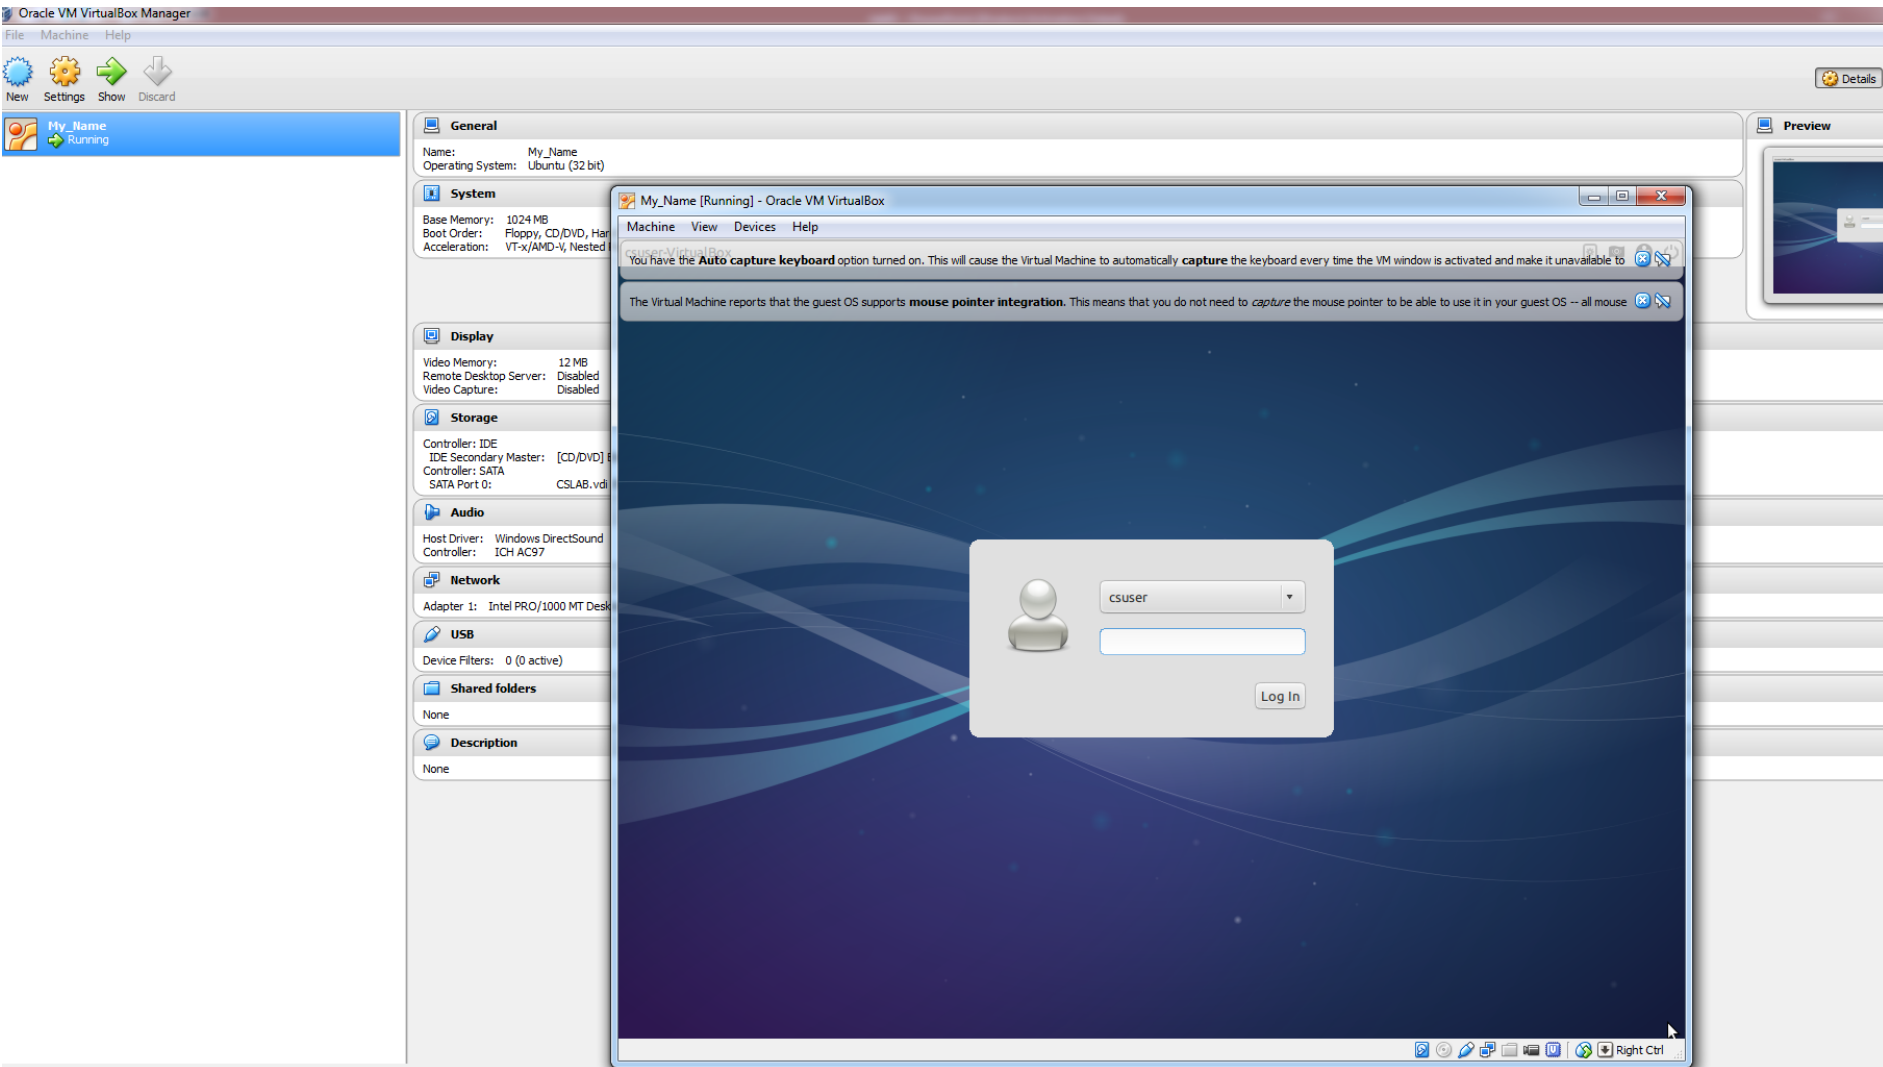 Oracle VM VirtualBox Manager
File Machine Help
New Settings Show Discard
Details
My_Name
Running
General
Name: My_Name
Operating System: Ubuntu (32 bit)
System
Base Memory: 1024 MB
Boot Order: Floppy, CD/DVD, Har
Acceleration: VT-x/AMD-V, Nested
Display
Video Memory: 12 MB
Remote Desktop Server: Disabled
Video Capture: Disabled
Storage
Controller: IDE
IDE Secondary Master: [CD/DVD]
Controller: SATA
SATA Port 0: CSLAB.vdi
Audio
Host Driver: Windows DirectSound
Controller: ICH AC97
Network
Adapter 1: Intel PRO/1000 MT Desk
USB
Device Filters: 0 (0 active)
Shared folders
None
Description
None
Preview
My_Name [Running] - Oracle VM VirtualBox
Machine View Devices Help
csuser-VirtualBox
You have the Auto capture keyboard option turned on. This will cause the Virtual Machine to automatically capture the keyboard every time the VM window is activated and make it unavailable to
The Virtual Machine reports that the guest OS supports mouse pointer integration. This means that you do not need to capture the mouse pointer to be able to use it in your guest OS -- all mouse
csuser
Log In
Right Ctrl